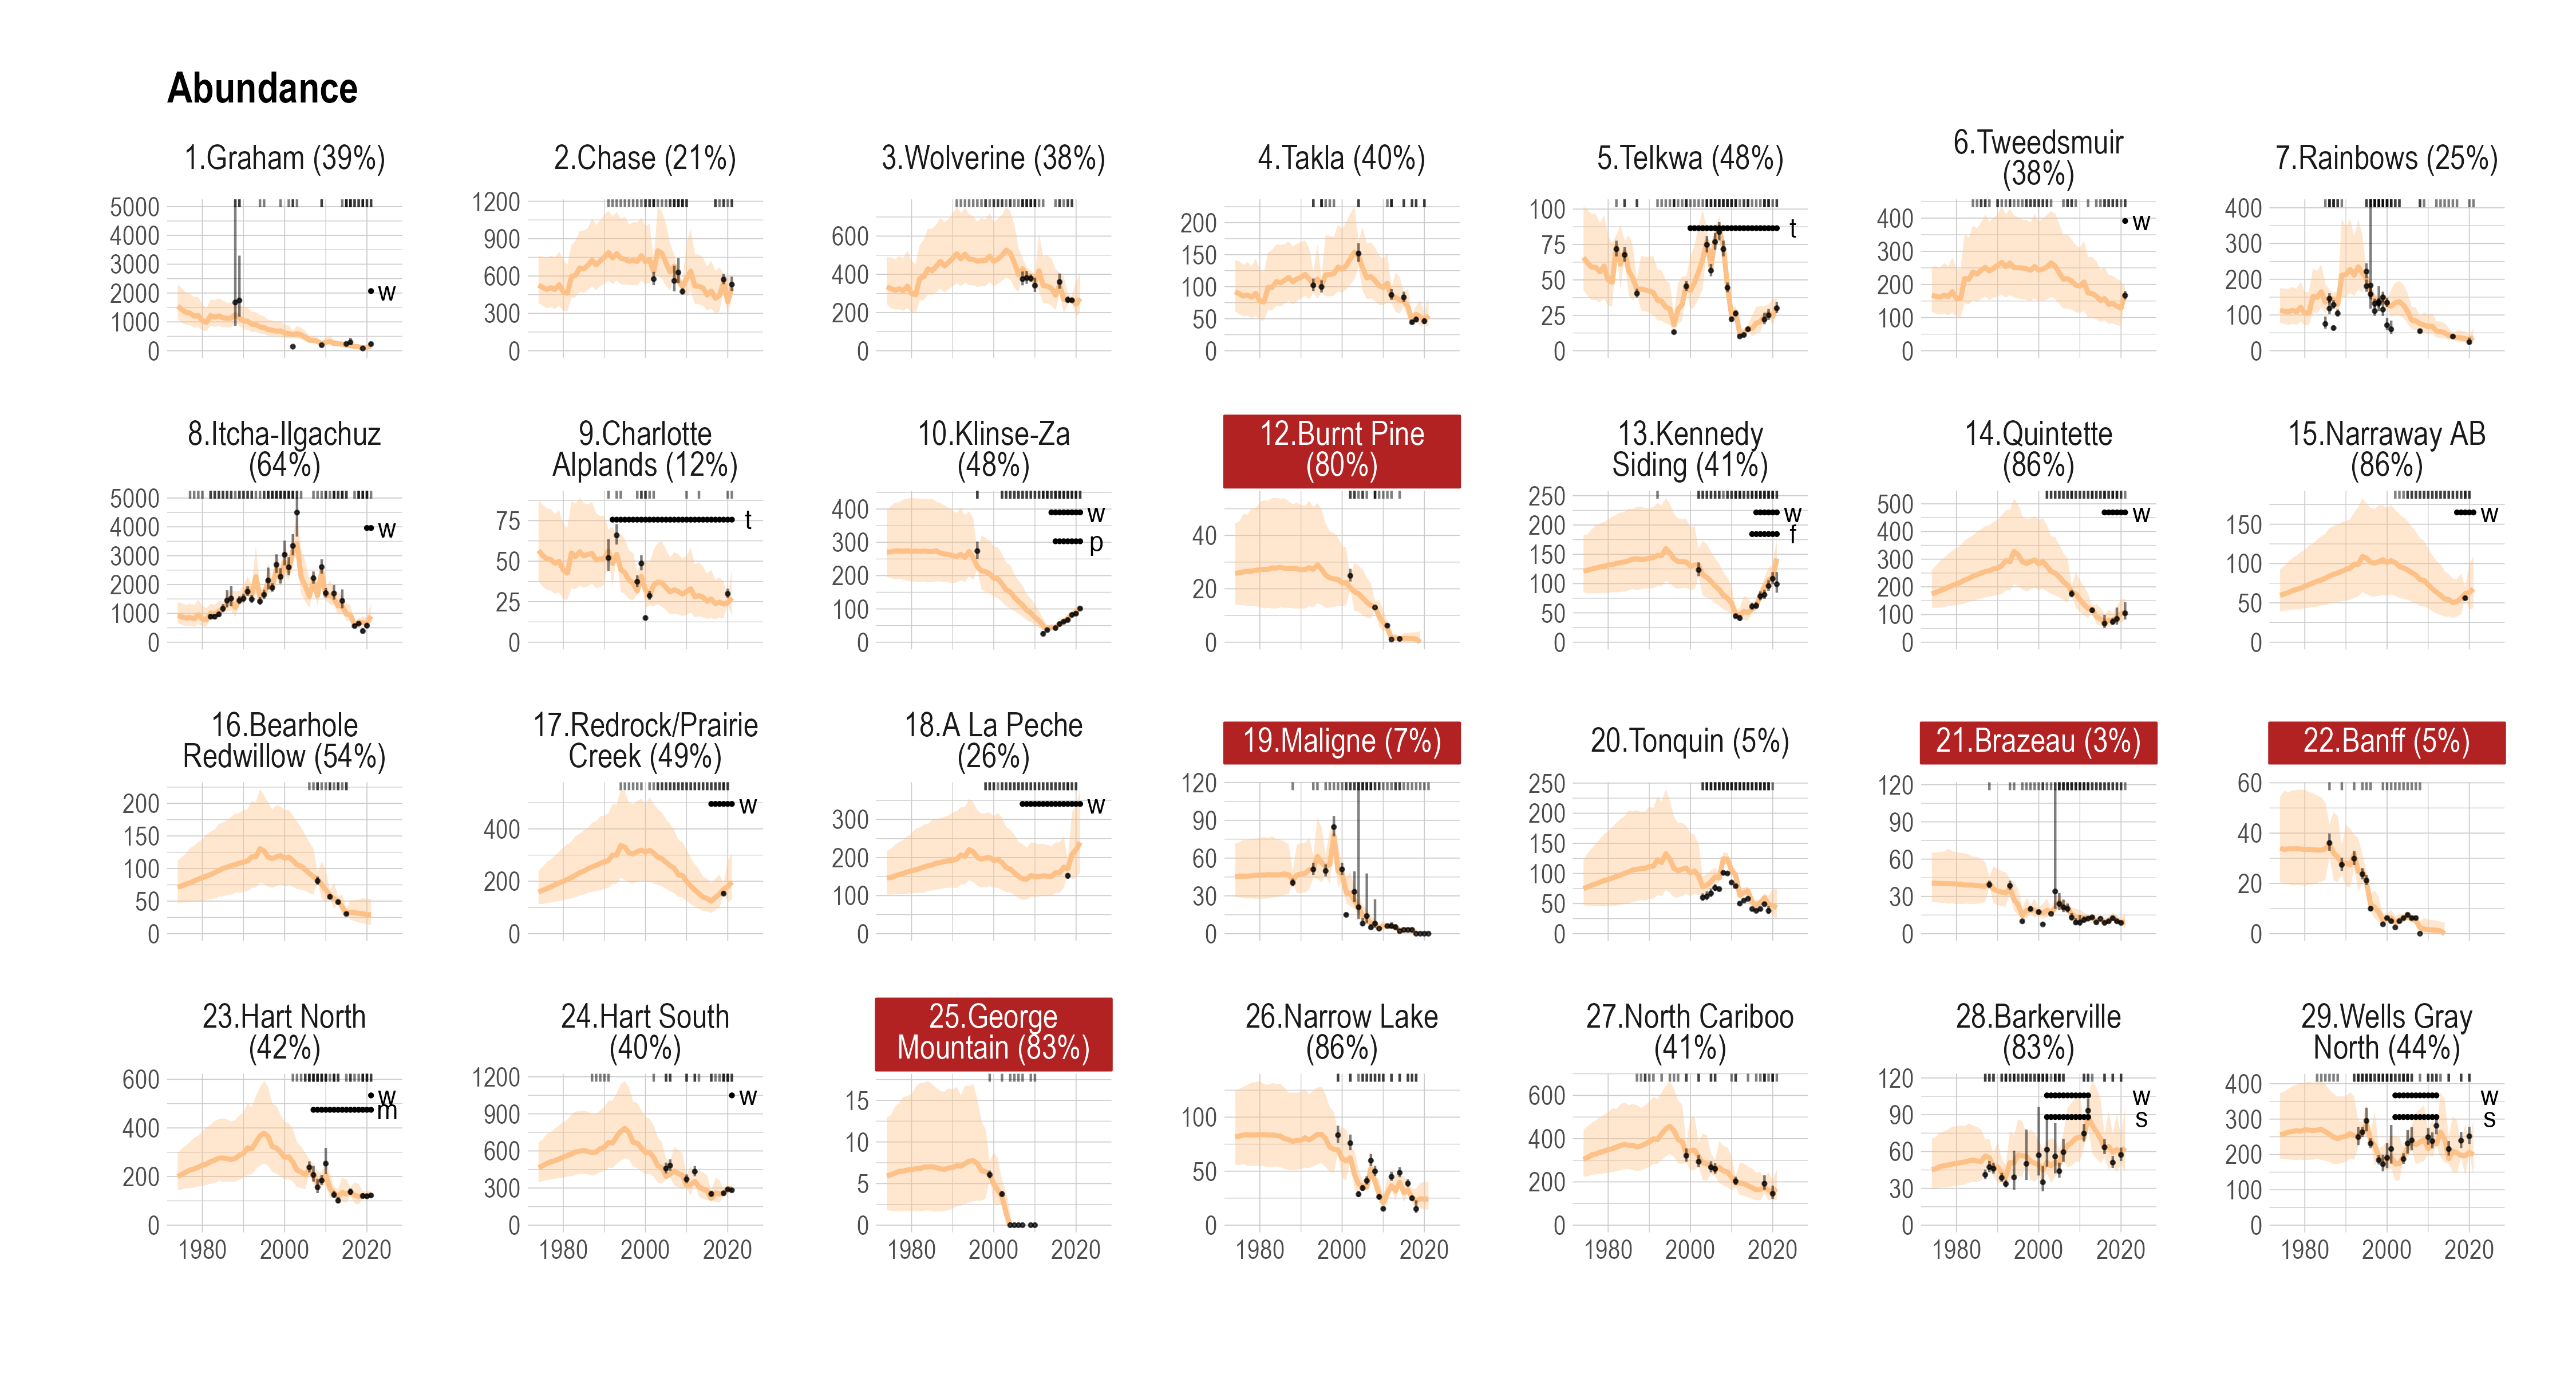 Abundance
1.Graham (39%)
5000
4000
3000
2000
1000
0
w
2.Chase (21%)
1200
900
600
300
0
3.Wolverine (38%)
600
400
200
0
4.Takla (40%)
200
150
100
50
0
5.Telkwa (48%)
100
75
50
25
0
t
6.Tweedsmuir
(38%)
400
300
200
100
0
w
7.Rainbows (25%)
400
300
200
100
0
8.Itcha-Ilgachuz
(64%)
5000
4000
3000
2000
1000
0
w
9.Charlotte
Alplands (12%)
75
50
25
0
t
10.Klinse-Za
(48%)
400
300
200
100
0
w
p
12.Burnt Pine
(80%)
40
20
0
13.Kennedy
Siding (41%)
250
200
150
100
50
0
w
f
14.Quintette
(86%)
500
400
300
200
100
0
w
15.Narraway AB
(86%)
150
100
50
0
w
16.Bearhole
Redwillow (54%)
200
150
100
50
0
17.Redrock/Prairie
Creek (49%)
400
200
0
w
18.A La Peche
(26%)
300
200
100
0
w
19.Maligne (7%)
120
90
60
30
0
20.Tonquin (5%)
250
200
150
100
50
0
21.Brazeau (3%)
120
90
60
30
0
22.Banff (5%)
60
40
20
0
23.Hart North
(42%)
600
400
200
0
w
m
1980 2000 2020
24.Hart South
(40%)
1200
900
600
300
0
w
1980 2000 2020
25.George
Mountain (83%)
15
10
5
0
1980 2000 2020
26.Narrow Lake
(86%)
100
50
0
1980 2000 2020
27.North Cariboo
(41%)
600
400
200
0
1980 2000 2020
28.Barkerville
(83%)
120
90
60
30
0
w
s
1980 2000 2020
29.Wells Gray
North (44%)
400
300
200
100
0
w
s
1980 2000 2020